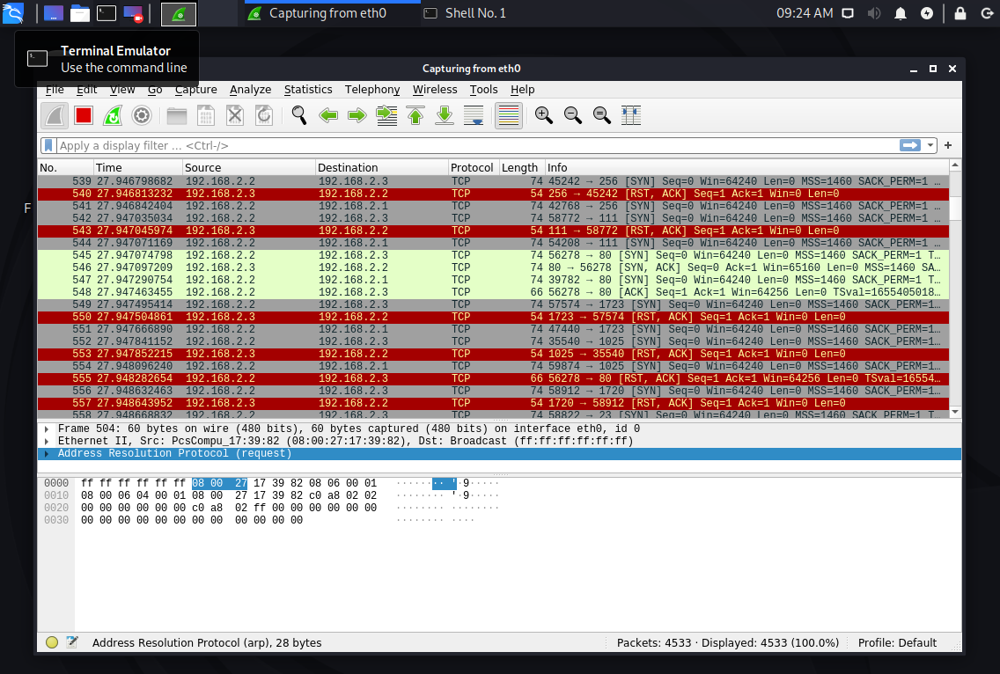 Capturing from eth0
Shell No. 1
09:24 AM
Terminal Emulator
Use the command line
Capturing from eth0
File Edit View Go Capture Analyze Statistics Telephony Wireless Tools Help
Apply a display filter … <Ctrl-/>
No. Time Source Destination Protocol Length Info
539 27.946798682 192.168.2.2 192.168.2.3 TCP 74 45242 → 256 [SYN] Seq=0 Win=64240 Len=0 MSS=1460 SACK_PERM=1 …
540 27.946813232 192.168.2.3 192.168.2.2 TCP 54 256 → 45242 [RST, ACK] Seq=1 Ack=1 Win=0 Len=0
541 27.946842404 192.168.2.2 192.168.2.1 TCP 74 42768 → 256 [SYN] Seq=0 Win=64240 Len=0 MSS=1460 SACK_PERM=1 …
542 27.947035034 192.168.2.2 192.168.2.3 TCP 74 58772 → 111 [SYN] Seq=0 Win=64240 Len=0 MSS=1460 SACK_PERM=1 …
543 27.947045974 192.168.2.3 192.168.2.2 TCP 54 111 → 58772 [RST, ACK] Seq=1 Ack=1 Win=0 Len=0
544 27.947071169 192.168.2.2 192.168.2.1 TCP 74 54208 → 111 [SYN] Seq=0 Win=64240 Len=0 MSS=1460 SACK_PERM=1 …
545 27.947074798 192.168.2.2 192.168.2.3 TCP 74 56278 → 80 [SYN] Seq=0 Win=64240 Len=0 MSS=1460 SACK_PERM=1 T…
546 27.947097209 192.168.2.3 192.168.2.2 TCP 74 80 → 56278 [SYN, ACK] Seq=0 Ack=1 Win=65160 Len=0 MSS=1460 SA…
547 27.947290754 192.168.2.2 192.168.2.1 TCP 74 39782 → 80 [SYN] Seq=0 Win=64240 Len=0 MSS=1460 SACK_PERM=1 T…
548 27.947463455 192.168.2.2 192.168.2.3 TCP 66 56278 → 80 [ACK] Seq=1 Ack=1 Win=64256 Len=0 TSval=1655405018…
549 27.947495414 192.168.2.2 192.168.2.3 TCP 74 57574 → 1723 [SYN] Seq=0 Win=64240 Len=0 MSS=1460 SACK_PERM=1…
550 27.947504861 192.168.2.3 192.168.2.2 TCP 54 1723 → 57574 [RST, ACK] Seq=1 Ack=1 Win=0 Len=0
551 27.947666890 192.168.2.2 192.168.2.1 TCP 74 47440 → 1723 [SYN] Seq=0 Win=64240 Len=0 MSS=1460 SACK_PERM=1…
552 27.947841152 192.168.2.2 192.168.2.3 TCP 74 35540 → 1025 [SYN] Seq=0 Win=64240 Len=0 MSS=1460 SACK_PERM=1…
553 27.947852215 192.168.2.3 192.168.2.2 TCP 54 1025 → 35540 [RST, ACK] Seq=1 Ack=1 Win=0 Len=0
554 27.948096240 192.168.2.2 192.168.2.1 TCP 74 59874 → 1025 [SYN] Seq=0 Win=64240 Len=0 MSS=1460 SACK_PERM=1…
555 27.948282654 192.168.2.2 192.168.2.3 TCP 66 56278 → 80 [RST, ACK] Seq=1 Ack=1 Win=64256 Len=0 TSval=16554…
556 27.948632463 192.168.2.2 192.168.2.3 TCP 74 58912 → 1720 [SYN] Seq=0 Win=64240 Len=0 MSS=1460 SACK_PERM=1…
557 27.948643952 192.168.2.3 192.168.2.2 TCP 54 1720 → 58912 [RST, ACK] Seq=1 Ack=1 Win=0 Len=0
558 27.948668832 192.168.2.2 192.168.2.1 TCP 74 58822 → 23 [SYN] Seq=0 Win=64240 Len=0 MSS=1460 SACK_PERM=1 T…
F
Frame 504: 60 bytes on wire (480 bits), 60 bytes captured (480 bits) on interface eth0, id 0
Ethernet II, Src: PcsCompu_17:39:82 (08:00:27:17:39:82), Dst: Broadcast (ff:ff:ff:ff:ff:ff)
Address Resolution Protocol (request)
0000 ff ff ff ff ff ff 08 00 27 17 39 82 08 06 00 01 ········ '·9·····
0010 08 00 06 04 00 01 08 00 27 17 39 82 c0 a8 02 02 ········ '·9·····
0020 00 00 00 00 00 00 c0 a8 02 ff 00 00 00 00 00 00 ········ ········
0030 00 00 00 00 00 00 00 00 00 00 00 00 ········ ····
Address Resolution Protocol (arp), 28 bytes
Packets: 4533 · Displayed: 4533 (100.0%)
Profile: Default